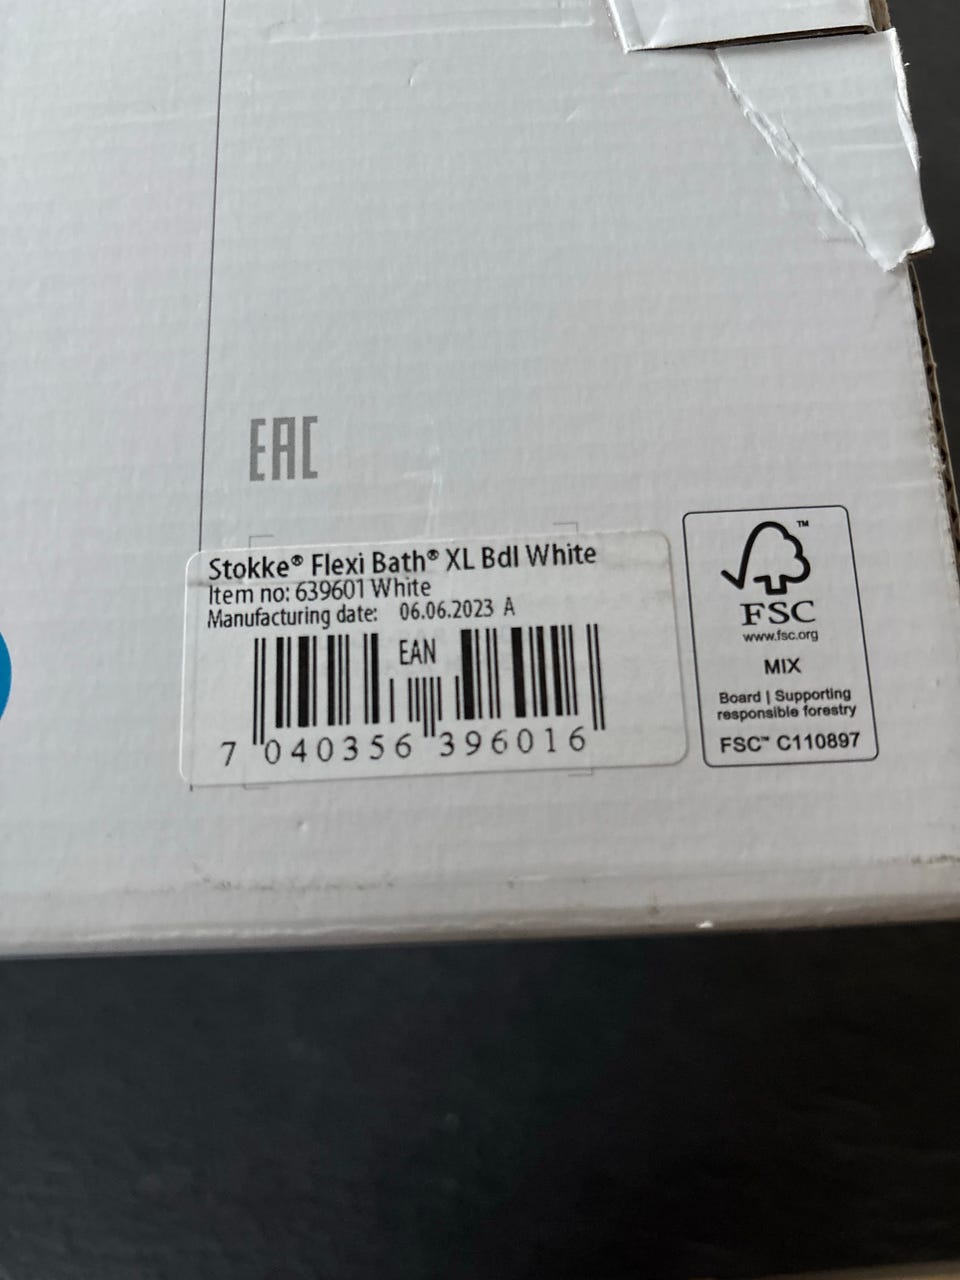 EAC
Stokke® Flexi Bath® XL Bdl White
Item no: 639601 White
Manufacturing date: 06.06.2023 A
EAN
7 040356 396016
™
FSC
www.fsc.org
MIX
Board | Supporting
responsible forestry
FSC™ C110897